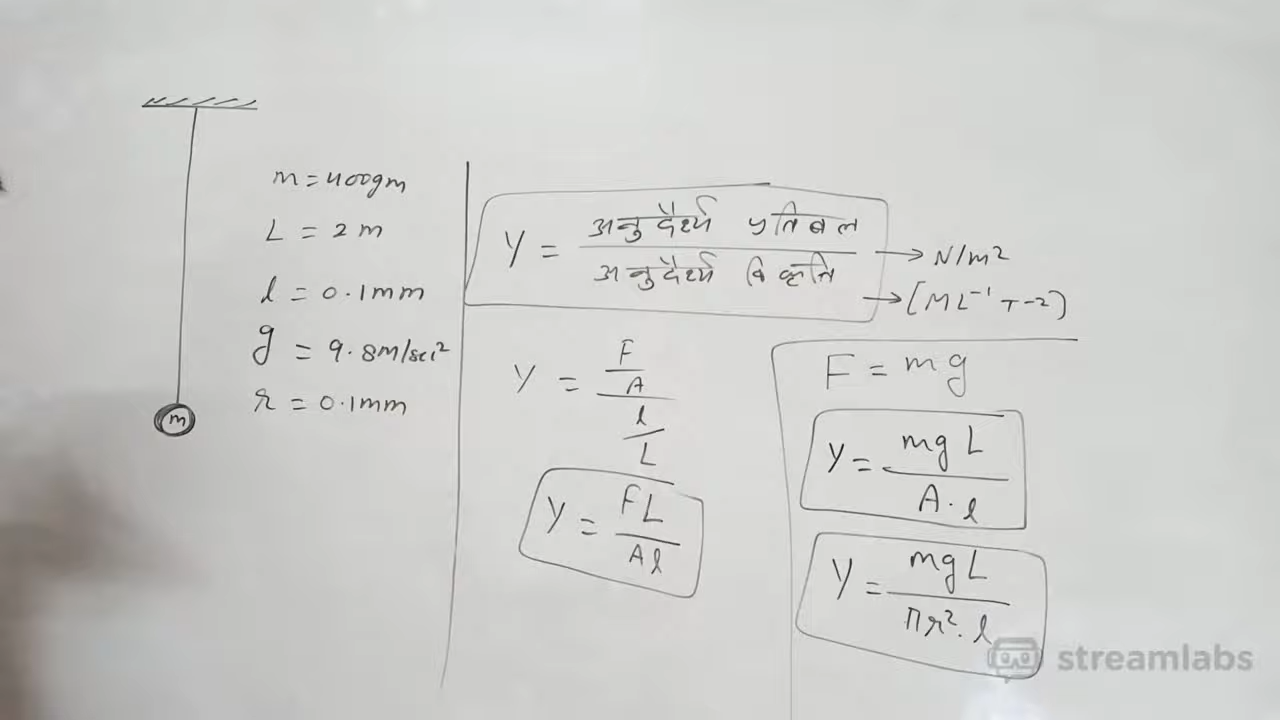 m = 400gm
L = 2 m
l = 0.1mm
g = 9.8m/sec²
r = 0.1mm
m
Y = अनुदैर्ध्य प्रतिबल / अनुदैर्ध्य विकृति
→ N/m²
→ [ML⁻¹T-2]
Y = F/A / l/L
Y = FL / Al
F = mg
Y = mgL / A.l
Y = mgL / πr².l
streamlabs